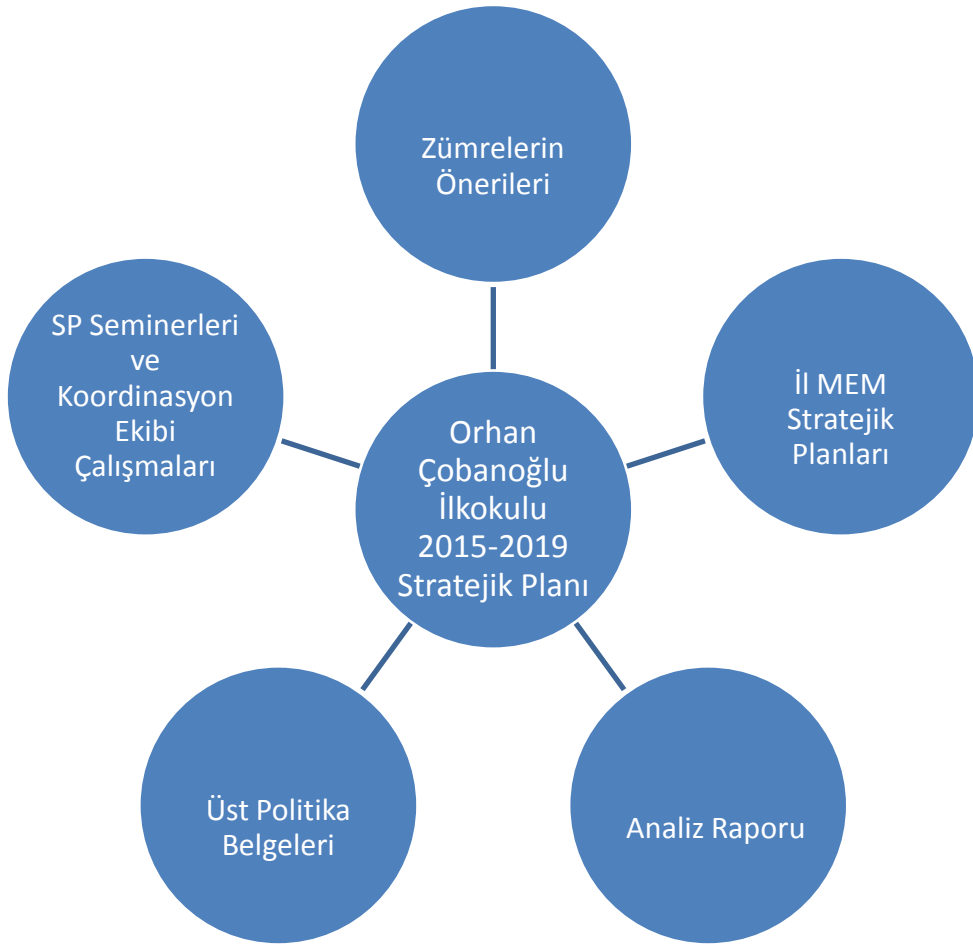 Zümrelerin
Önerileri
SP Seminerleri
ve
Koordinasyon
Ekibi
Çalışmaları
İl MEM
Stratejik
Planları
Orhan
Çobanoğlu
İlkokulu
2015-2019
Stratejik Planı
Üst Politika
Belgeleri
Analiz Raporu